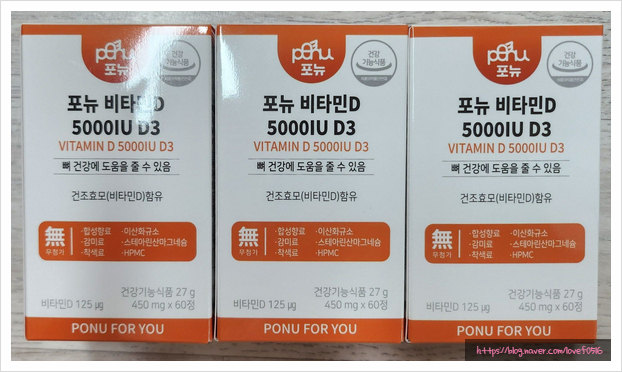 ponu
포뉴
건강
기능식품
포뉴 비타민D
5000IU D3
VITAMIN D 5000IU D3
뼈 건강에 도움을 줄 수 있음
건조효모(비타민D)함유
無
무첨가
·합성향료 ·이산화규소
·감미료 ·스테아린산마그네슘
·착색료 ·HPMC
건강기능식품 27 g
비타민D 125 μg 450 mg x 60정
PONU FOR YOU
ponu
포뉴
건강
기능식품
포뉴 비타민D
5000IU D3
VITAMIN D 5000IU D3
뼈 건강에 도움을 줄 수 있음
건조효모(비타민D)함유
無
무첨가
·합성향료 ·이산화규소
·감미료 ·스테아린산마그네슘
·착색료 ·HPMC
건강기능식품 27 g
비타민D 125 μg 450 mg x 60정
PONU FOR YOU
ponu
포뉴
건강
기능식품
포뉴 비타민D
5000IU D3
VITAMIN D 5000IU D3
뼈 건강에 도움을 줄 수 있음
건조효모(비타민D)함유
無
무첨가
·합성향료 ·이산화규소
·감미료 ·스테아린산마그네슘
·착색료 ·HPMC
건강기능식품 27 g
비타민D 125 μg 450 mg x 60정
PONU FOR YOU
https://blog.naver.com/lovef0516